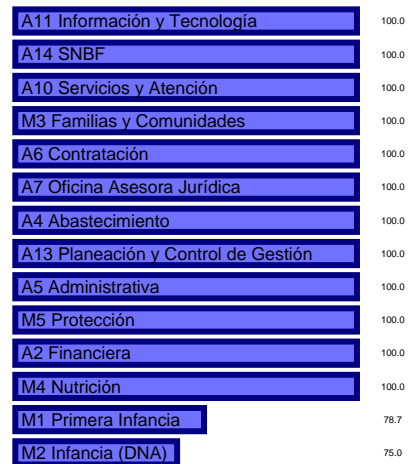 A11 Información y Tecnología 100.0
A14 SNBF 100.0
A10 Servicios y Atención 100.0
M3 Familias y Comunidades 100.0
A6 Contratación 100.0
A7 Oficina Asesora Jurídica 100.0
A4 Abastecimiento 100.0
A13 Planeación y Control de Gestión 100.0
A5 Administrativa 100.0
M5 Protección 100.0
A2 Financiera 100.0
M4 Nutrición 100.0
M1 Primera Infancia 78.7
M2 Infancia (DNA) 75.0